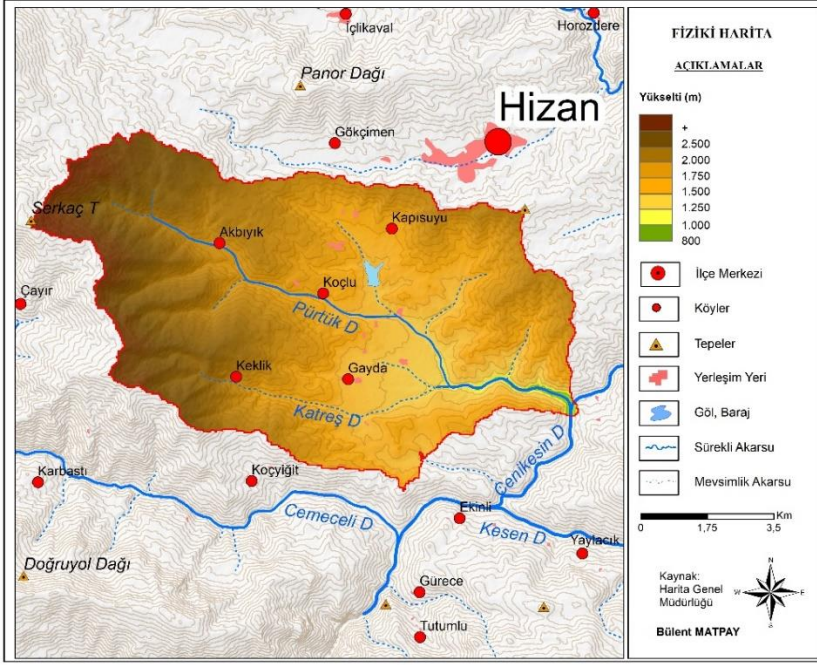 İçlikaval
Horozdere
Panor Dağı
Hizan
Gökçimen
Serkaç T
Kapısuyu
Akbıyık
Çayır
Koçlu
Pürtük D
Keklik
Gayda
Katreş D
Karbastı
Koçyiğit
Cenikesin D
Cemeceli D
Ekinli
Kesen D
Yaylacık
Doğruyol Dağı
Gürece
Tutumlu
FİZİKİ HARİTA
AÇIKLAMALAR
Yükselti (m)
+
2.500
2.000
1.750
1.500
1.250
1.000
800
İlçe Merkezi
Köyler
Tepeler
Yerleşim Yeri
Göl, Baraj
Sürekli Akarsu
Mevsimlik Akarsu
Km
0 1,75 3,5
Kaynak:
Harita Genel
Müdürlüğü
N
W E
S
Bülent MATPAY